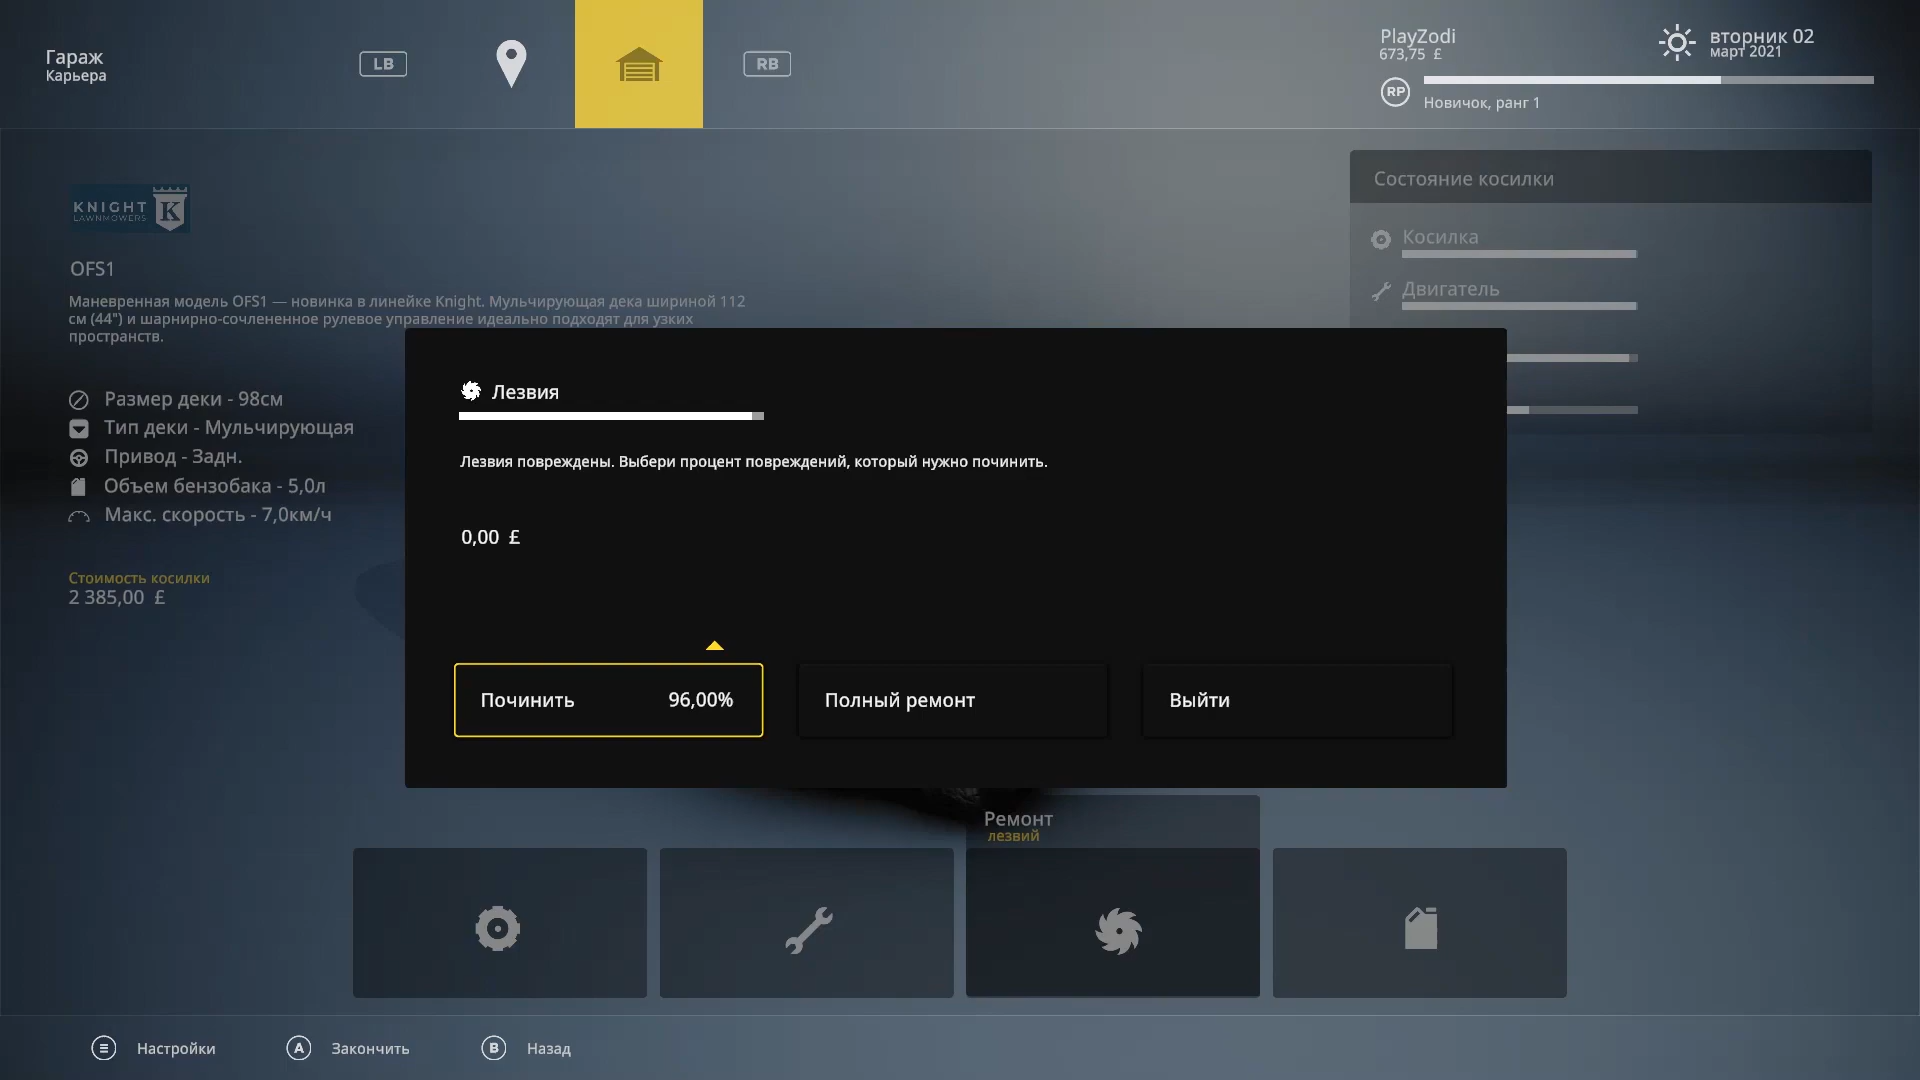 Гараж
Карьера
LB
RB
PlayZodi
673,75 £
вторник 02
март 2021
RP
Новичок, ранг 1
KNIGHT
LAWNMOWERS
K
OFS1
Маневренная модель OFS1 — новинка в линейке Knight. Мульчирующая дека шириной 112
см (44") и шарнирно-сочлененное рулевое управление идеально подходят для узких
пространств.
Размер деки - 98см
Тип деки - Мульчирующая
Привод - Задн.
Объем бензобака - 5,0л
Макс. скорость - 7,0км/ч
Стоимость косилки
2 385,00 £
Состояние косилки
Косилка
Двигатель
Лезвия
Лезвия повреждены. Выбери процент повреждений, который нужно починить.
0,00 £
Починить 96,00%
Полный ремонт
Выйти
Ремонт
лезвий
Настройки
A Закончить
B Назад